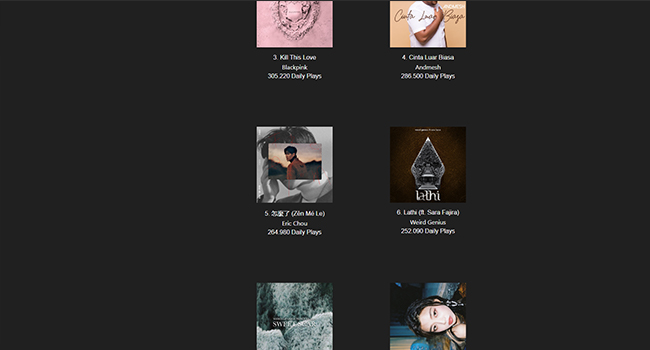 ANDMESH
Cinta Luar Biasa
3. Kill This Love
Blackpink
305.220 Daily Plays
4. Cinta Luar Biasa
Andmesh
286.500 Daily Plays
lathi
5. 怎麼了 (Zěn Mé Le)
Eric Chou
264.980 Daily Plays
6. Lathi (ft. Sara Fajira)
Weird Genius
252.090 Daily Plays
SWEET SCAR